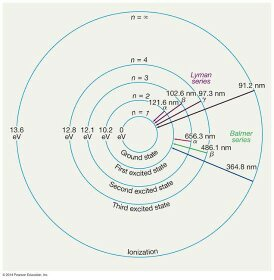 n = ∞
n = 4
n = 3
n = 2
n = 1
Lyman
series
91.2 nm
102.6 nm
97.3 nm
121.6 nm
α
β
γ
13.6
eV
12.8
eV
12.1
eV
10.2
eV
0
eV
656.3 nm
α
486.1 nm
β
Balmer
series
364.8 nm
Ground state
First excited state
Second excited state
Third excited state
Ionization
© 2014 Pearson Education, Inc.